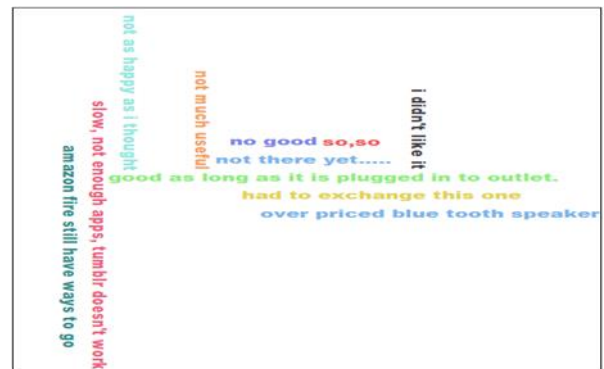 amazon fire still have ways to go
slow, not enough apps, tumblr doesn't work
not as happy as i thought
not much useful
i didn't like it
no good so,so
not there yet.....
good as long as it is plugged in to outlet.
had to exchange this one
over priced blue tooth speaker